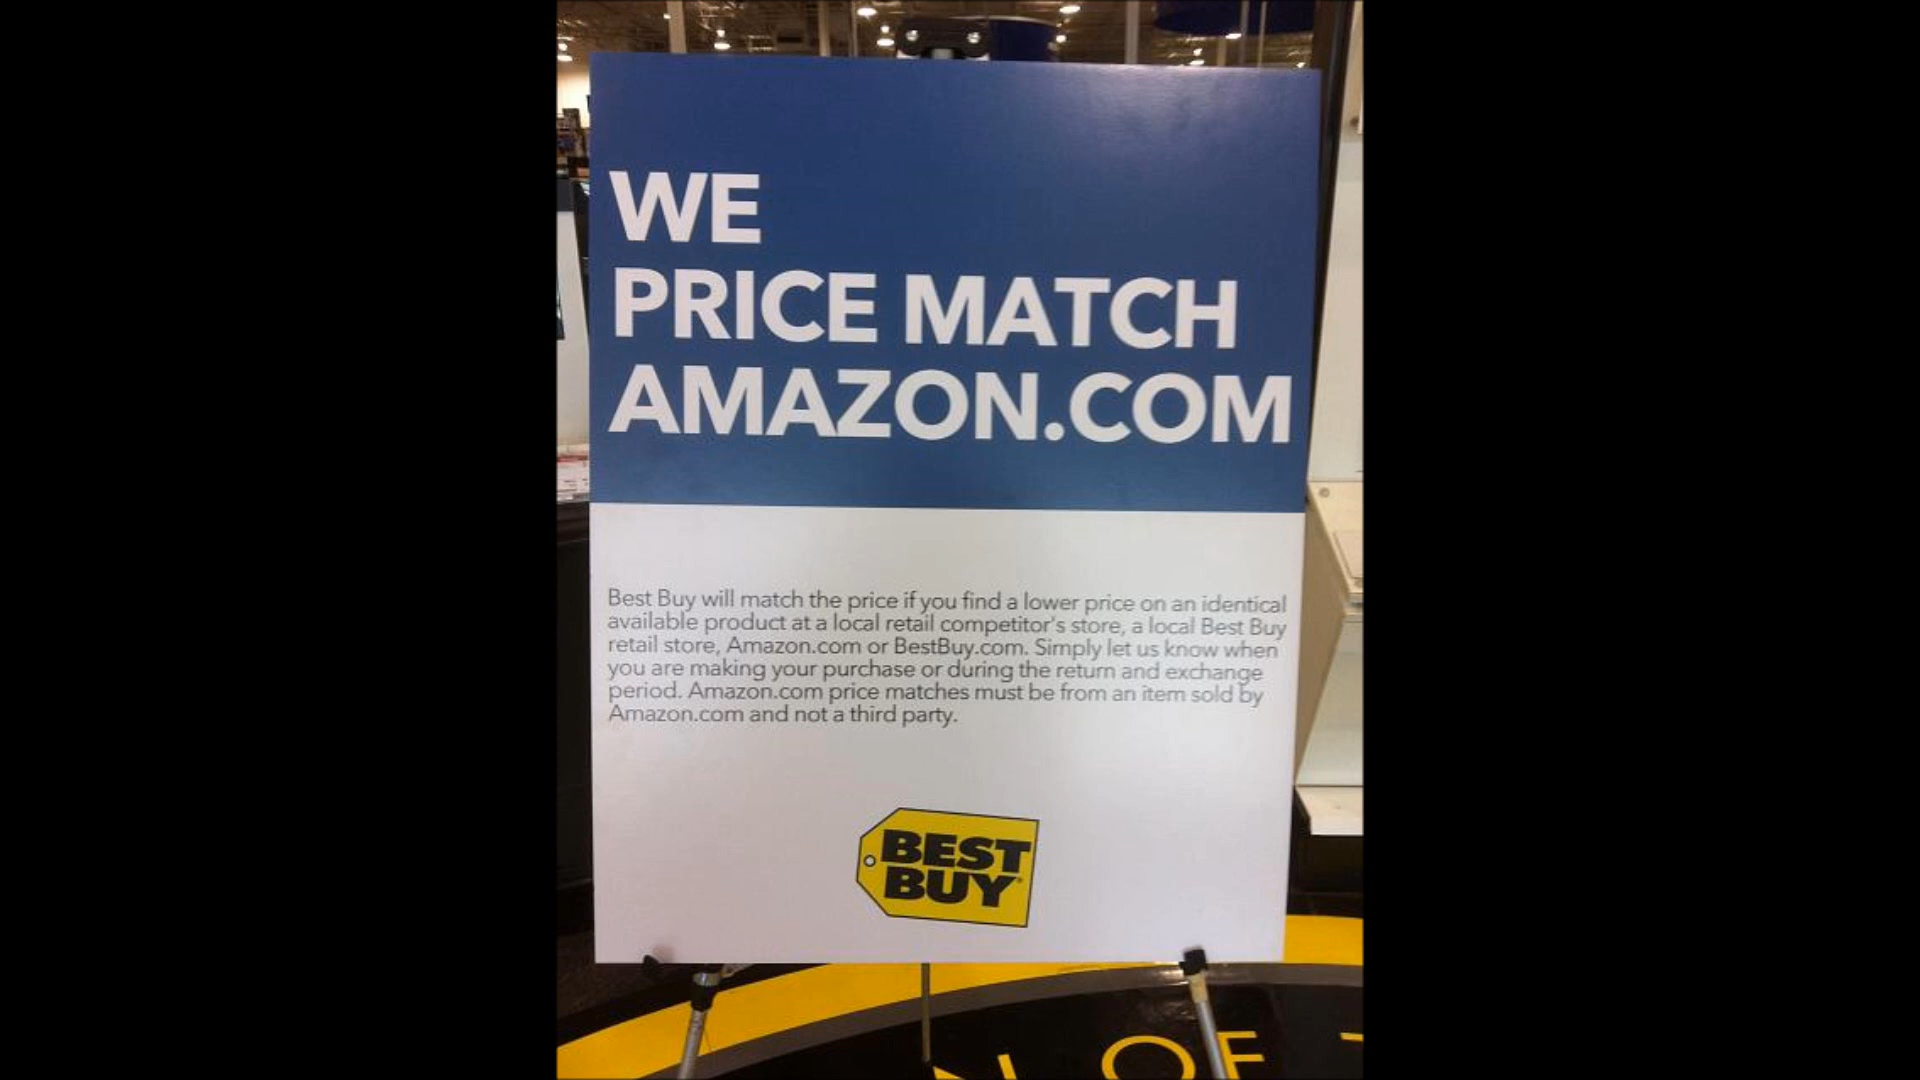 WE
PRICE MATCH
AMAZON.COM
Best Buy will match the price if you find a lower price on an identical
available product at a local retail competitor's store, a local Best Buy
retail store, Amazon.com or BestBuy.com. Simply let us know when
you are making your purchase or during the return and exchange
period. Amazon.com price matches must be from an item sold by
Amazon.com and not a third party.
BEST
BUY
OF